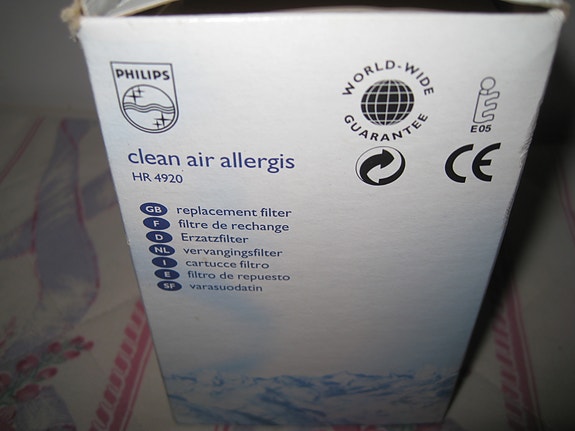 PHILIPS
WORLD-WIDE
GUARANTEE
E05
CE
clean air allergis
HR 4920
GB replacement filter
F filtre de rechange
D Erzatzfilter
NL vervangingsfilter
I cartucce filtro
E filtro de repuesto
SF varasuodatin